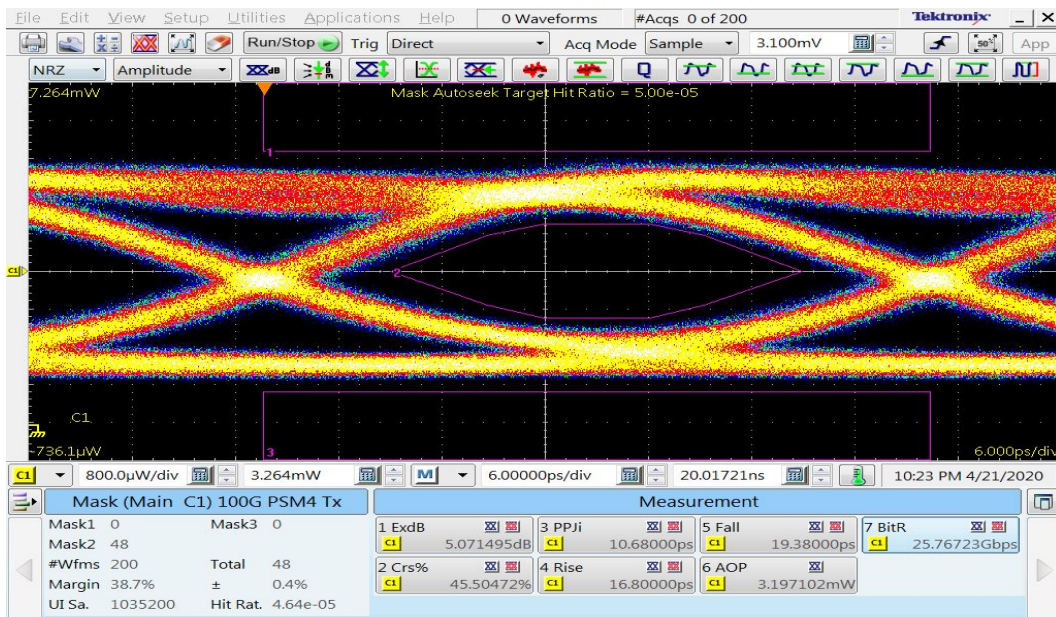 File Edit View Setup Utilities Applications Help 0 Waveforms #Acqs 0 of 200 Tektronix
Run/Stop Trig Direct Acq Mode Sample 3.100mV 50% App
NRZ Amplitude dB Q
7.264mW Mask Autoseek Target Hit Ratio = 5.00e-05
1
C1 2
C1
-736.1µW 3 6.00ps/div
C1 800.0µW/div 3.264mW M 6.00000ps/div 20.01721ns 10:23 PM 4/21/2020
Mask (Main C1) 100G PSM4 Tx Measurement
Mask1 0 Mask3 0
Mask2 48
#Wfms 200 Total 48
Margin 38.7% ± 0.4%
UI Sa. 1035200 Hit Rat. 4.64e-05
1 ExdB 3 PPJi 5 Fall 7 BitR
C1 5.071495dB C1 10.68000ps C1 19.38000ps C1 25.76723Gbps
2 Crs% 4 Rise 6 AOP
C1 45.50472% C1 16.80000ps C1 3.197102mW